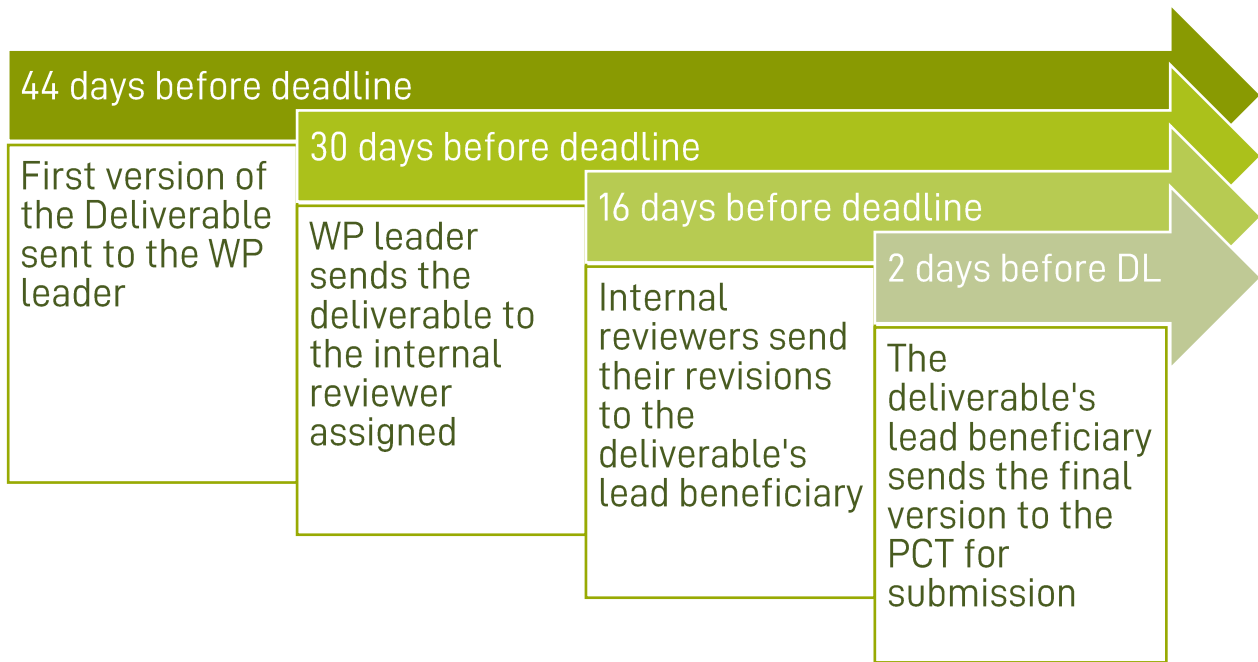 44 days before deadline
First version of
the Deliverable
sent to the WP
leader
30 days before deadline
WP leader
sends the
deliverable to
the internal
reviewer
assigned
16 days before deadline
Internal
reviewers send
their revisions
to the
deliverable's
lead beneficiary
2 days before DL
The
deliverable's
lead beneficiary
sends the final
version to the
PCT for
submission